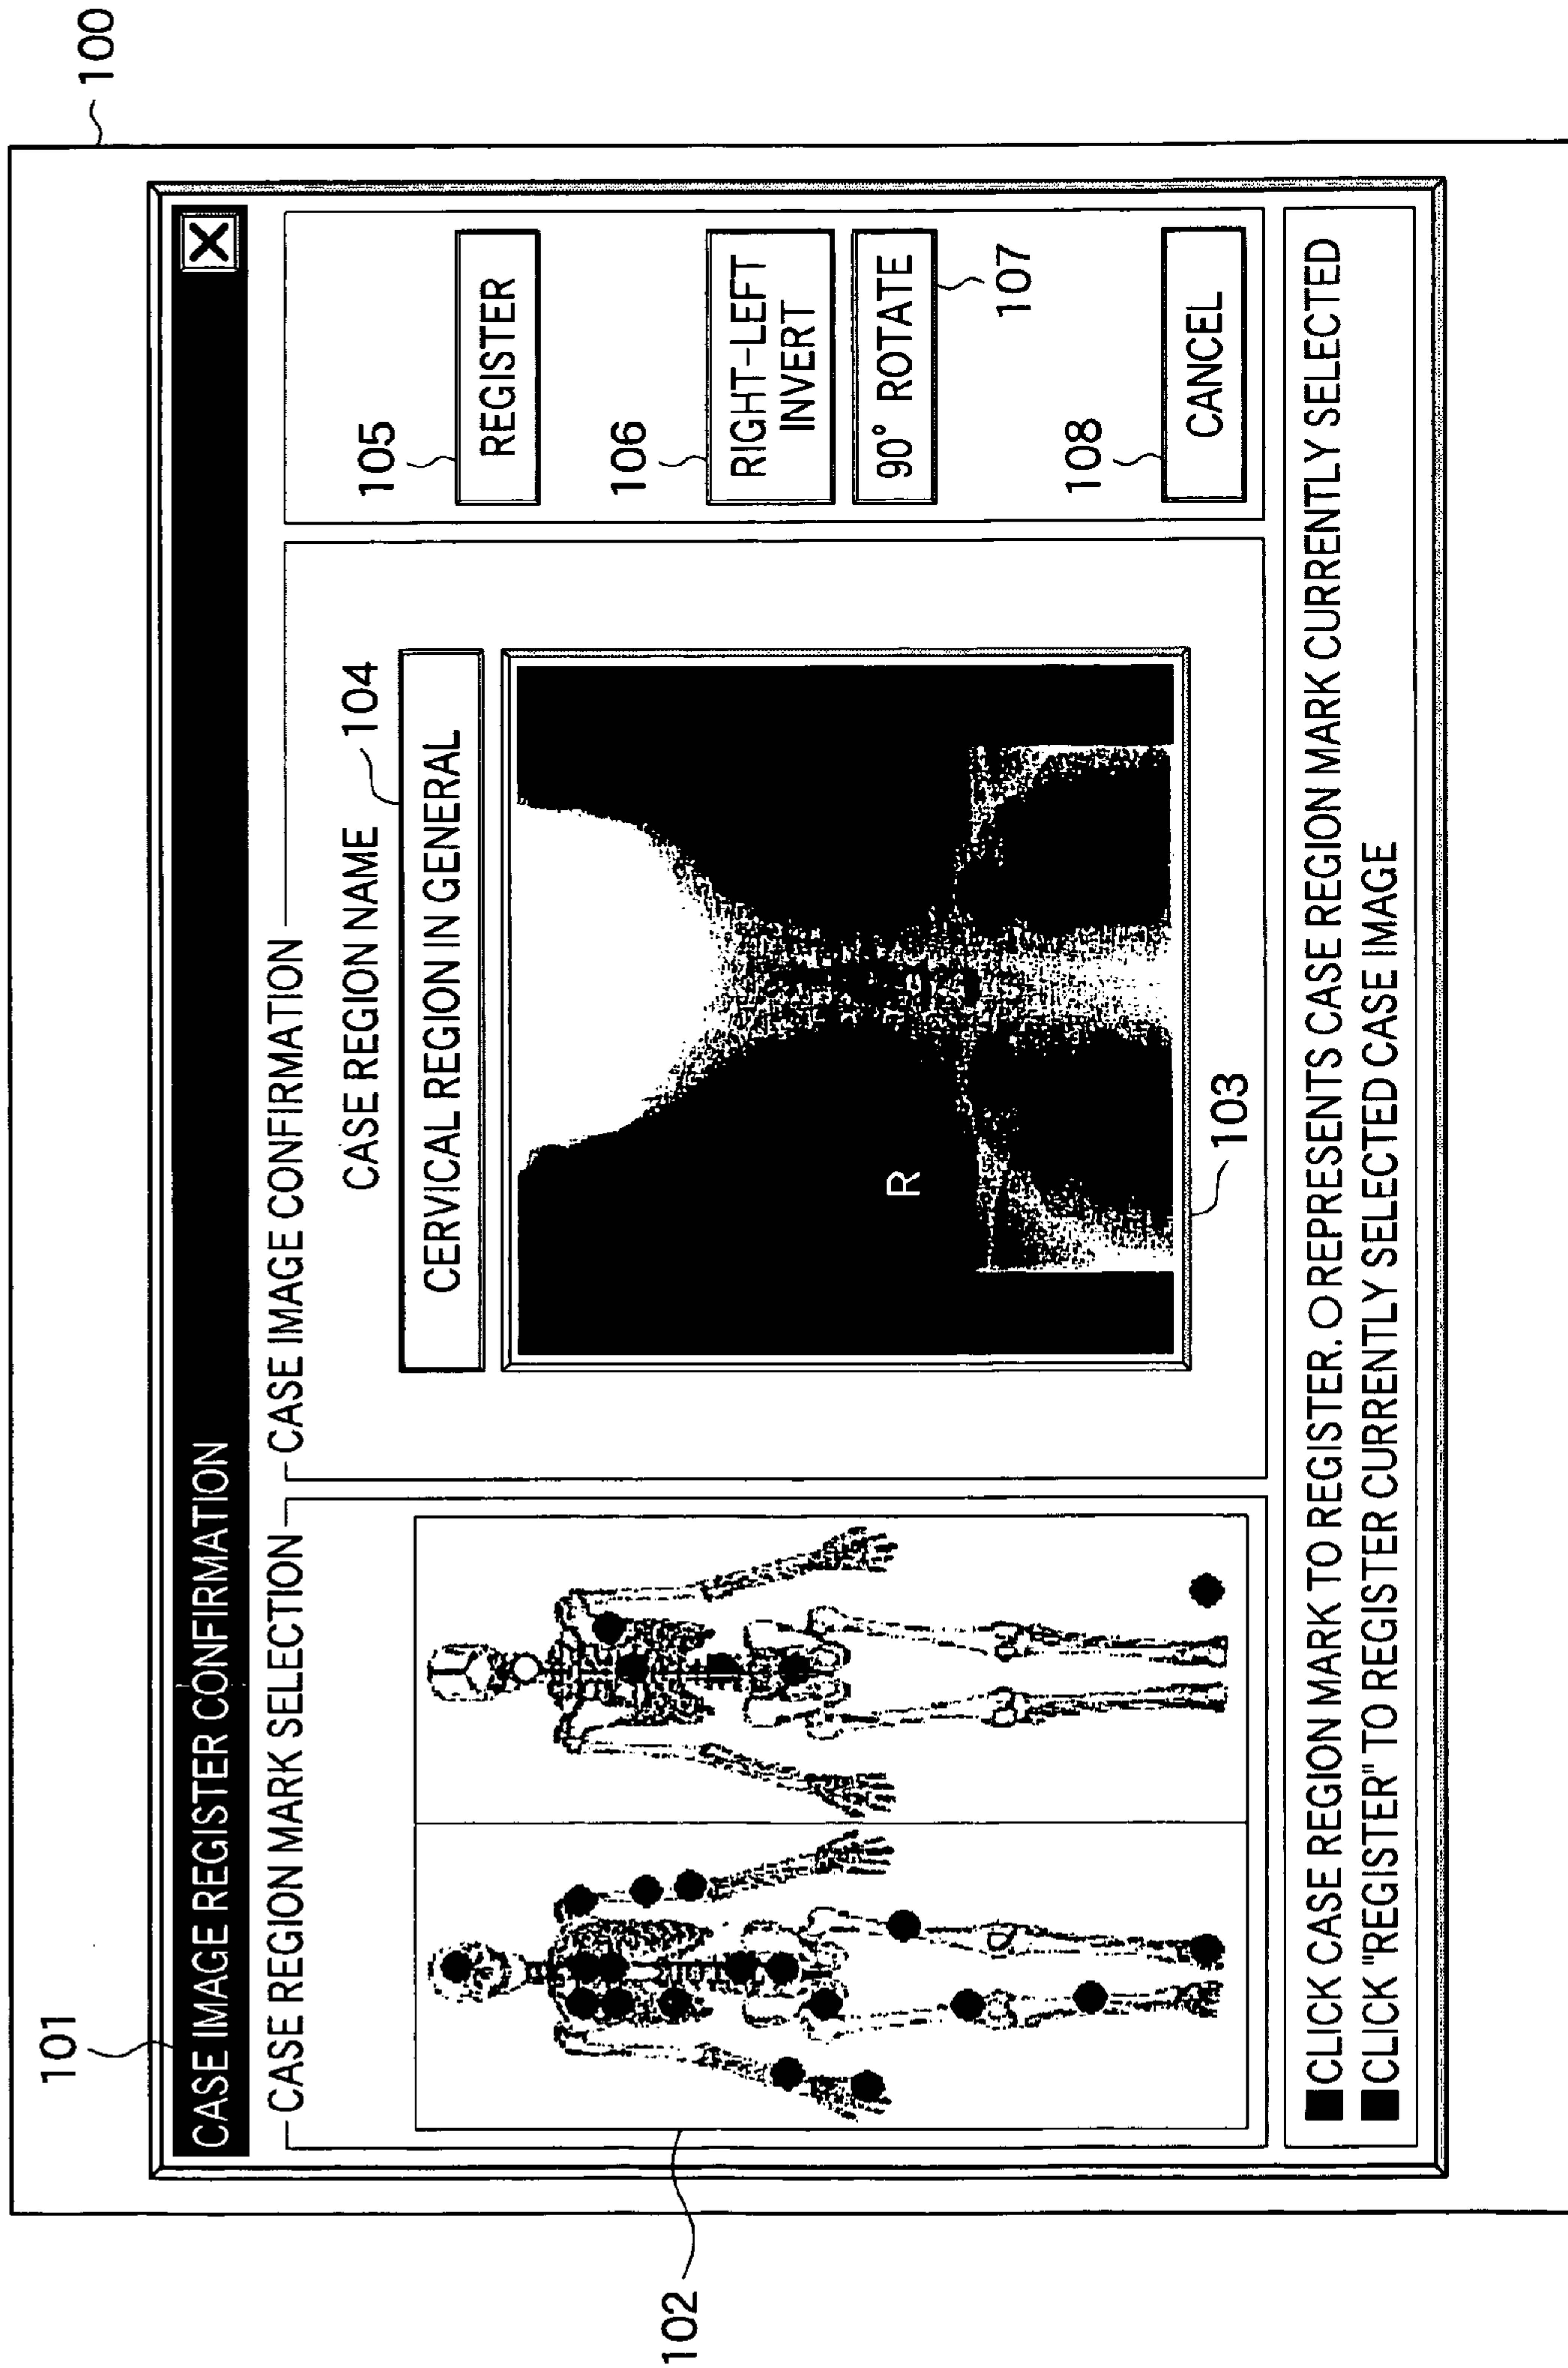 100
101
CASE IMAGE REGISTER CONFIRMATION
X
CASE REGION MARK SELECTION
102
CASE IMAGE CONFIRMATION
CASE REGION NAME
104
CERVICAL REGION IN GENERAL
R
103
105
REGISTER
106
RIGHT-LEFT
INVERT
90° ROTATE
107
108
CANCEL
■CLICK CASE REGION MARK TO REGISTER. ○ REPRESENTS CASE REGION MARK CURRENTLY SELECTED
■CLICK "REGISTER" TO REGISTER CURRENTLY SELECTED CASE IMAGE